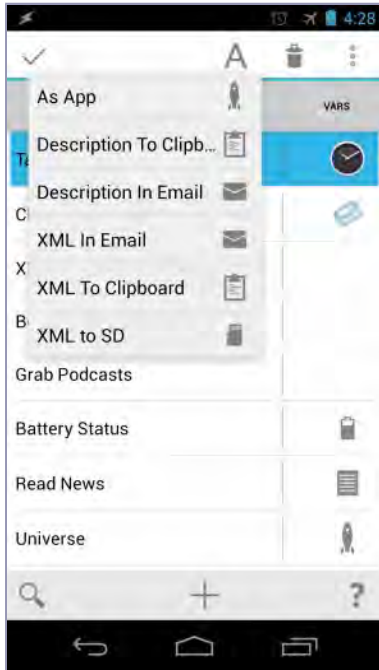 4:28
A
As App
VARS
Description To Clipb...
Description In Email
XML In Email
XML To Clipboard
XML to SD
Grab Podcasts
Battery Status
Read News
Universe
?